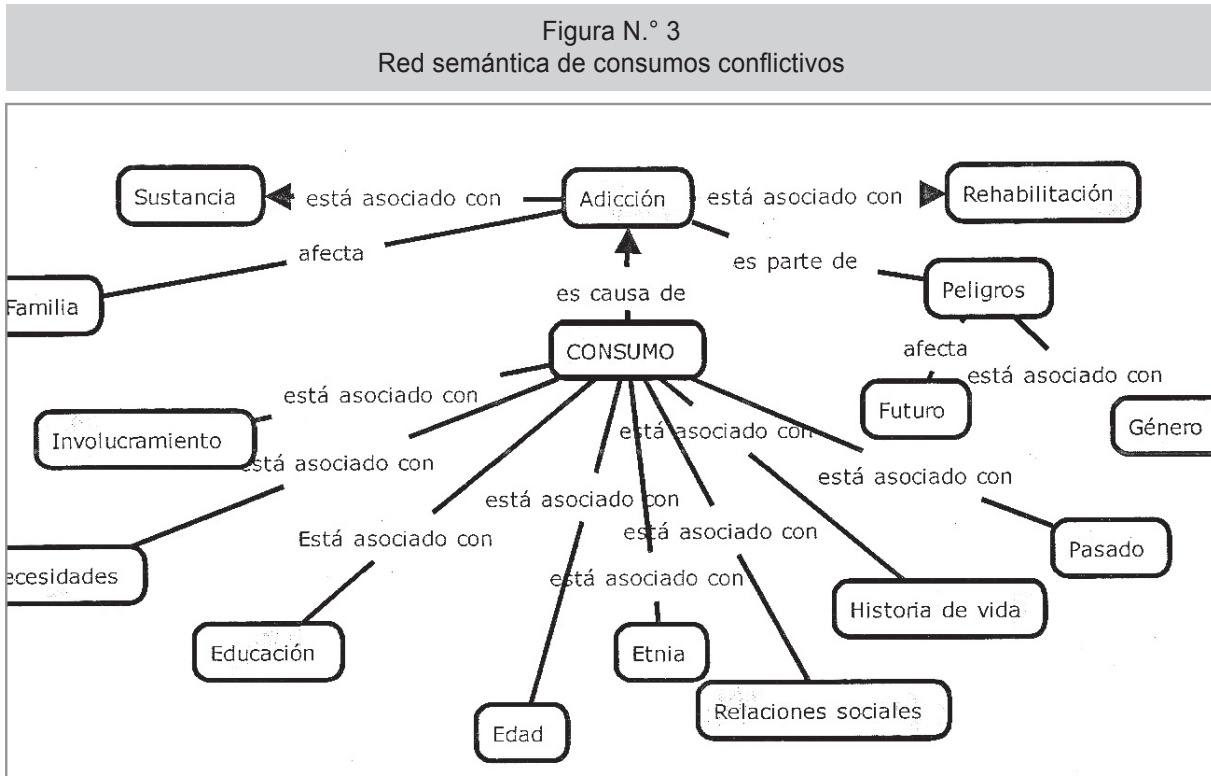 Figura N.° 3
Red semántica de consumos conflictivos
Sustancia
está asociado con
Adicción
está asociado con
Rehabilitación
afecta
es parte de
Familia
es causa de
Peligros
CONSUMO
afecta
está asociado con
está asociado con
Futuro
Involucramiento
está asociado con
Género
está asociado con
está asociado con
está asociado con
Está asociado con
está asociado con
Pasado
ecesidades
está asociado con
Historia de vida
Educación
Etnia
Relaciones sociales
Edad